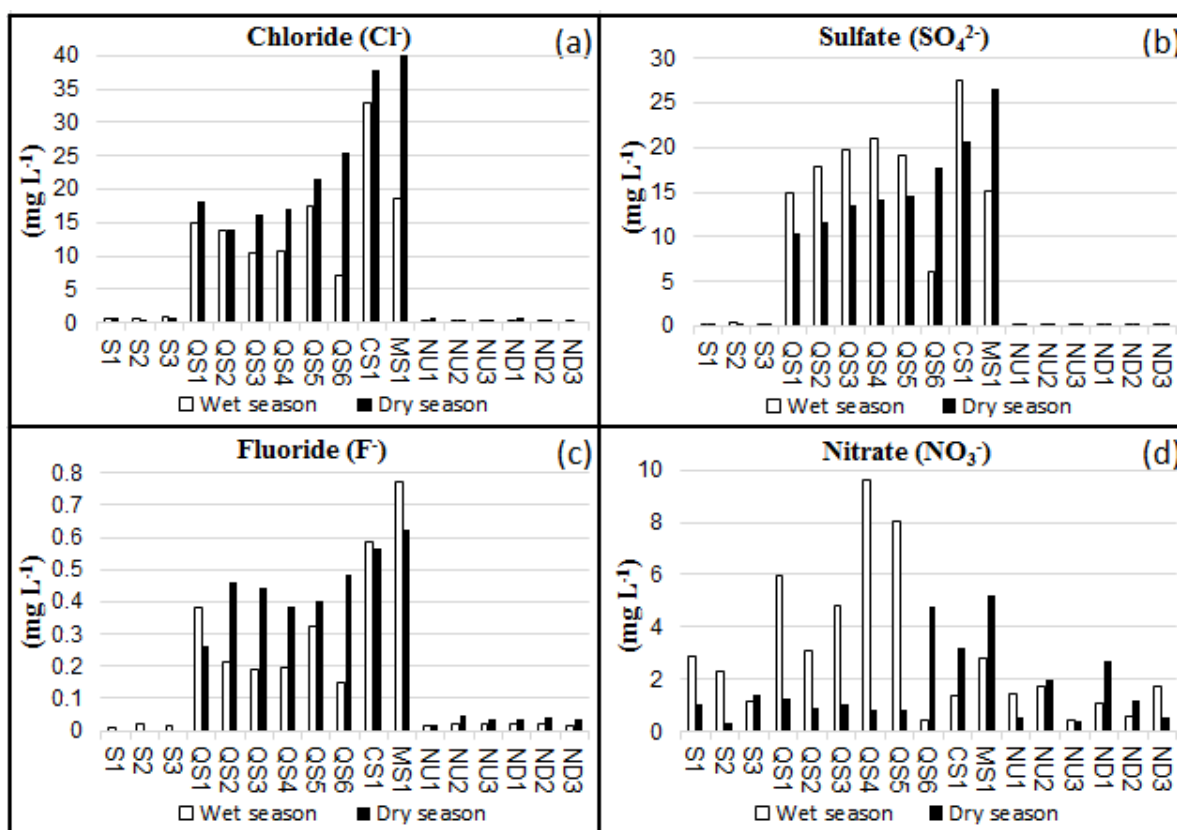 Chloride (Cl-) (a)
(mg L-1)
40
35
30
25
20
15
10
5
0
S1 S2 S3 QS1 QS2 QS3 QS4 QS5 QS6 CS1 MS1 NU1 NU2 NU3 ND1 ND2 ND3
Wet season Dry season
Sulfate (SO₄²⁻) (b)
(mg L-1)
30
25
20
15
10
5
0
S1 S2 S3 QS1 QS2 QS3 QS4 QS5 QS6 CS1 MS1 NU1 NU2 NU3 ND1 ND2 ND3
Wet season Dry season
Fluoride (F-) (c)
(mg L-1)
0.8
0.7
0.6
0.5
0.4
0.3
0.2
0.1
0
S1 S2 S3 QS1 QS2 QS3 QS4 QS5 QS6 CS1 MS1 NU1 NU2 NU3 ND1 ND2 ND3
Wet season Dry season
Nitrate (NO₃-) (d)
(mg L-1)
10
8
6
4
2
0
S1 S2 S3 QS1 QS2 QS3 QS4 QS5 QS6 CS1 MS1 NU1 NU2 NU3 ND1 ND2 ND3
Wet season Dry season